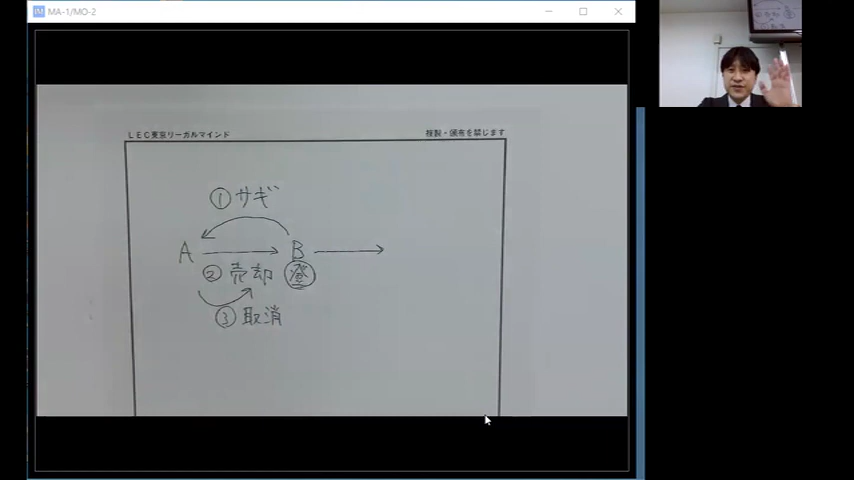 MA-1/MO-2
LEC東京リーガルマインド
複製・頒布を禁じます
①サギ
A
B
②売却
登
③取消